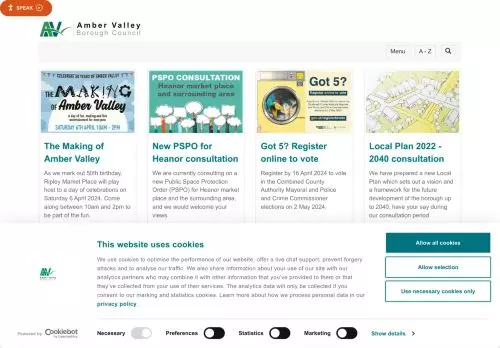 SPEAK
Amber Valley
Borough Council
Menu
A - Z
CELEBRATE 50 YEARS OF AMBER VALLEY
THE MAKING
OF Amber Valley
SATURDAY 6TH APRIL 10AM - 2PM
PSPO CONSULTATION
Heanor market place
and surrounding area
Got 5?
Register online to vote
The Making of
Amber Valley
As we mark out 50th birthday,
Ripley Market Place will play
host to a day of celebrations on
Saturday 6 April 2024. Come
along between 10am and 2pm to
be part of the fun.
New PSPO for
Heanor consultation
We are currently consulting on a
new Public Space Protection
Order (PSPO) for Heanor market
place and the surrounding area,
and we would welcome your
views
Got 5? Register
online to vote
Register by 16 April 2024 to vote
in the Combined County
Authority Mayoral and Police
and Crime Commissioner
elections on 2 May 2024.
Local Plan 2022 -
2040 consultation
We have prepared a new Local
Plan which sets out a vision and
a framework for the future
development of the borough up
to 2040, have your say during
our consultation period
This website uses cookies
We use cookies to optimise the performance of our website, offer a live chat support, prevent forgery
attacks and to analyse our traffic. We also share information about your use of our site with our
analytics partners who may combine it with other information that you've provided to them or that
they've collected from your use of their services. The analytics data will only be collected if you
consent to our marketing and statistics cookies. Learn more about how we process personal data in our
privacy policy.
Allow all cookies
Allow selection
Use necessary cookies only
Powered by
Cookiebot
by Usercentrics
Necessary
Preferences
Statistics
Marketing
Show details